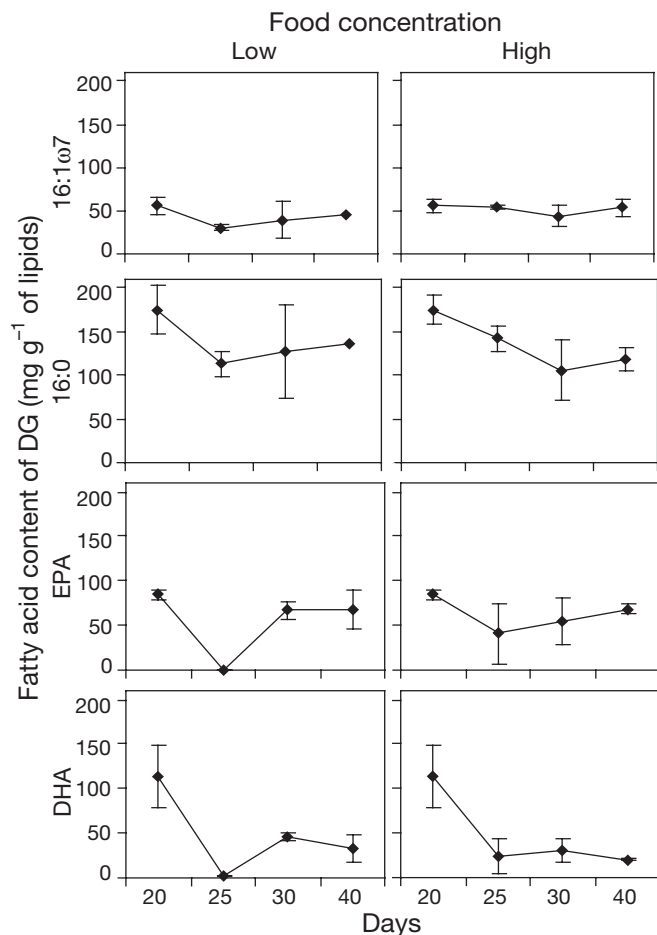 Food concentration
Low High
Fatty acid content of DG (mg g⁻¹ of lipids)
16:1ω7
200
150
100
50
0
16:0
200
150
100
50
0
EPA
200
150
100
50
0
DHA
200
150
100
50
0
20 25 30 40 20 25 30 40
Days